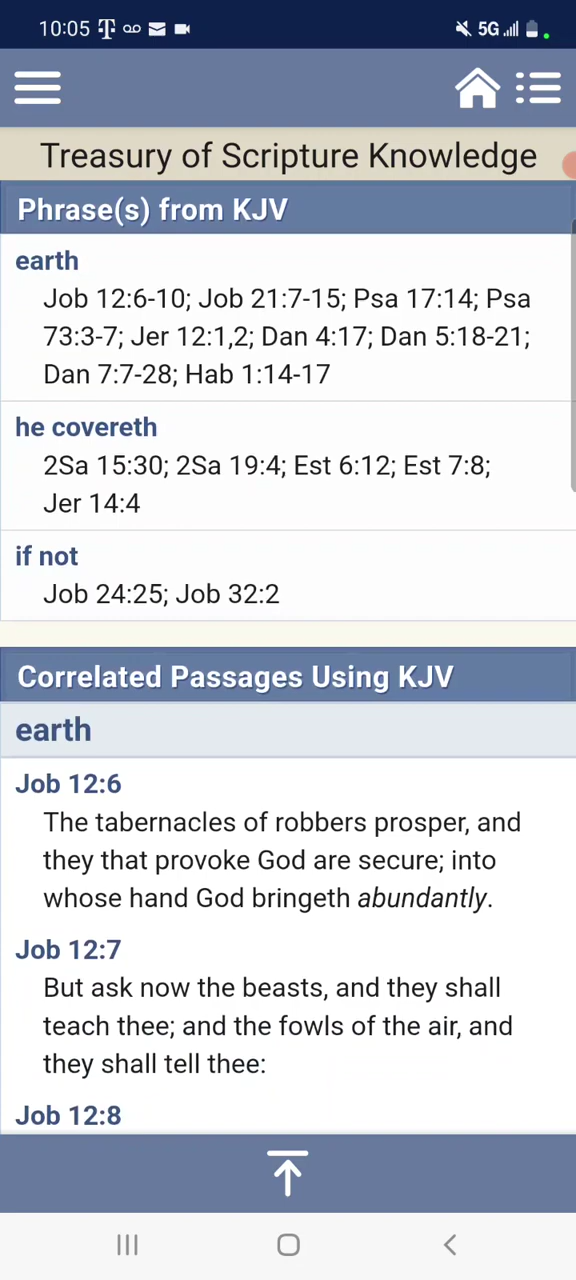 10:05
5G
Treasury of Scripture Knowledge
Phrase(s) from KJV
earth
Job 12:6-10; Job 21:7-15; Psa 17:14; Psa
73:3-7; Jer 12:1,2; Dan 4:17; Dan 5:18-21;
Dan 7:7-28; Hab 1:14-17
he covereth
2Sa 15:30; 2Sa 19:4; Est 6:12; Est 7:8;
Jer 14:4
if not
Job 24:25; Job 32:2
Correlated Passages Using KJV
earth
Job 12:6
The tabernacles of robbers prosper, and
they that provoke God are secure; into
whose hand God bringeth abundantly.
Job 12:7
But ask now the beasts, and they shall
teach thee; and the fowls of the air, and
they shall tell thee:
Job 12:8